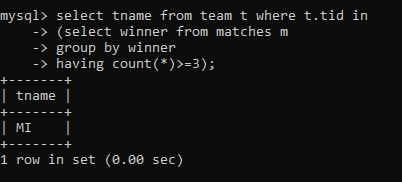 mysql> select tname from team t where t.tid in
    -> (select winner from matches m
    -> group by winner
    -> having count(*)>=3);
+-------+
| tname |
+-------+
| MI    |
+-------+
1 row in set (0.00 sec)